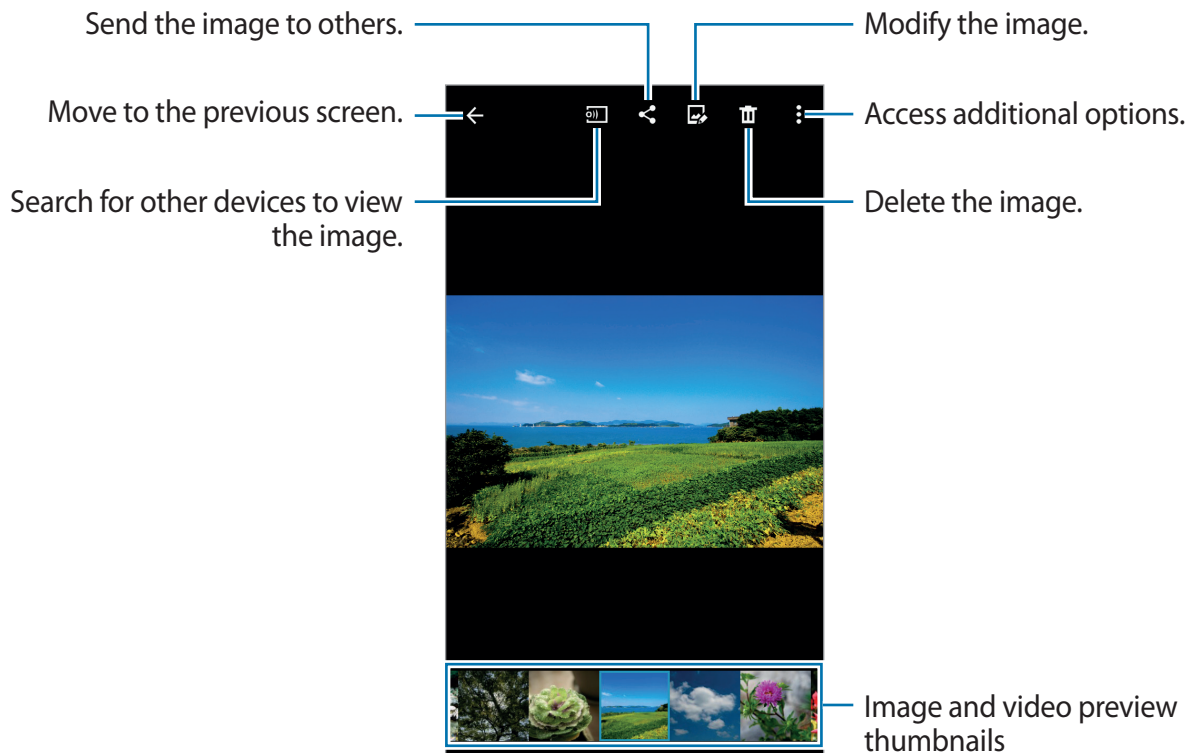 Send the image to others.
Modify the image.
Move to the previous screen.
Access additional options.
Search for other devices to view
the image.
Delete the image.
Image and video preview
thumbnails